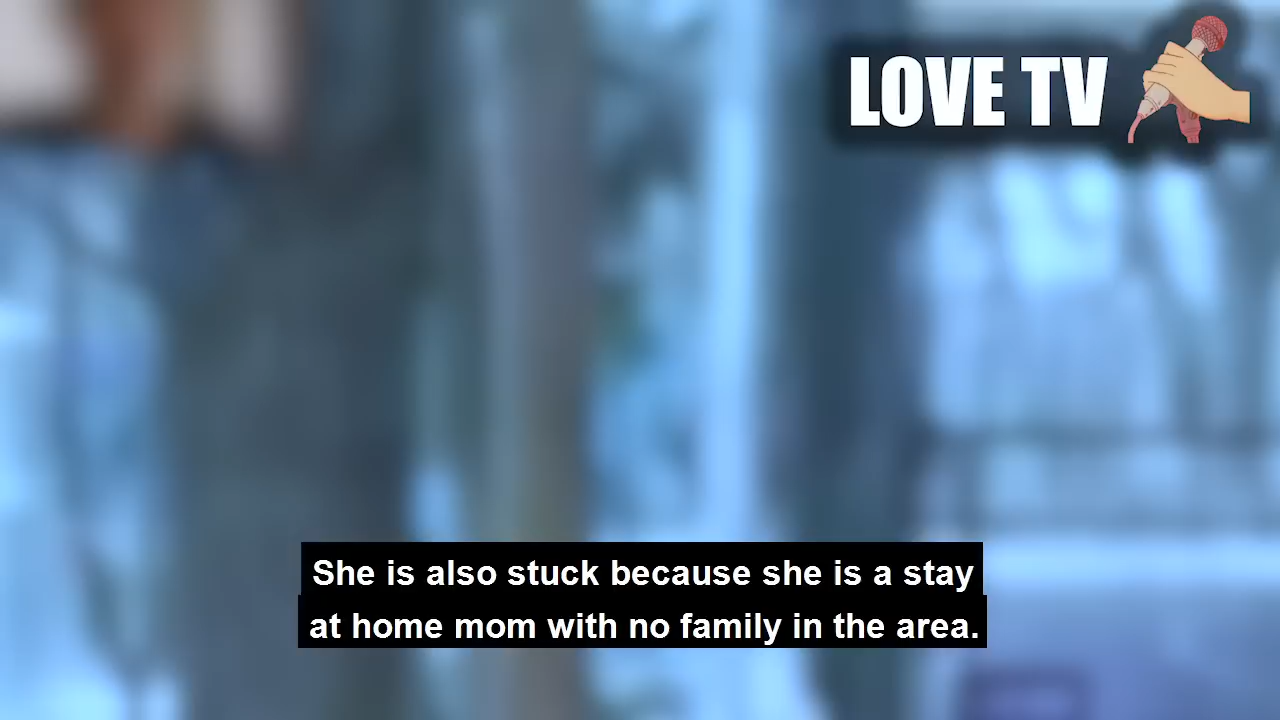 LOVE TV
She is also stuck because she is a stay
at home mom with no family in the area.